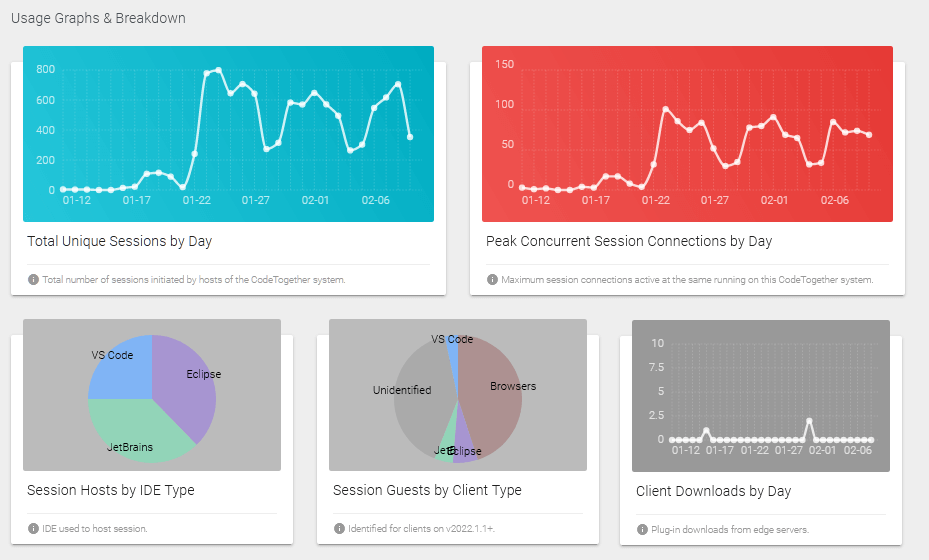 Usage Graphs & Breakdown
800
600
400
200
0
01-12 01-17 01-22 01-27 02-01 02-06
Total Unique Sessions by Day
Total number of sessions initiated by hosts of the CodeTogether system.
150
100
50
0
01-12 01-17 01-22 01-27 02-01 02-06
Peak Concurrent Session Connections by Day
Maximum session connections active at the same running on this CodeTogether system.
VS Code
Eclipse
JetBrains
Session Hosts by IDE Type
IDE used to host session.
VS Code
Browsers
Unidentified
Eclipse
Session Guests by Client Type
Identified for clients on v2022.1.1+.
10
7.5
5
2.5
0
01-12 01-17 01-22 01-27 02-01 02-06
Client Downloads by Day
Plug-in downloads from edge servers.